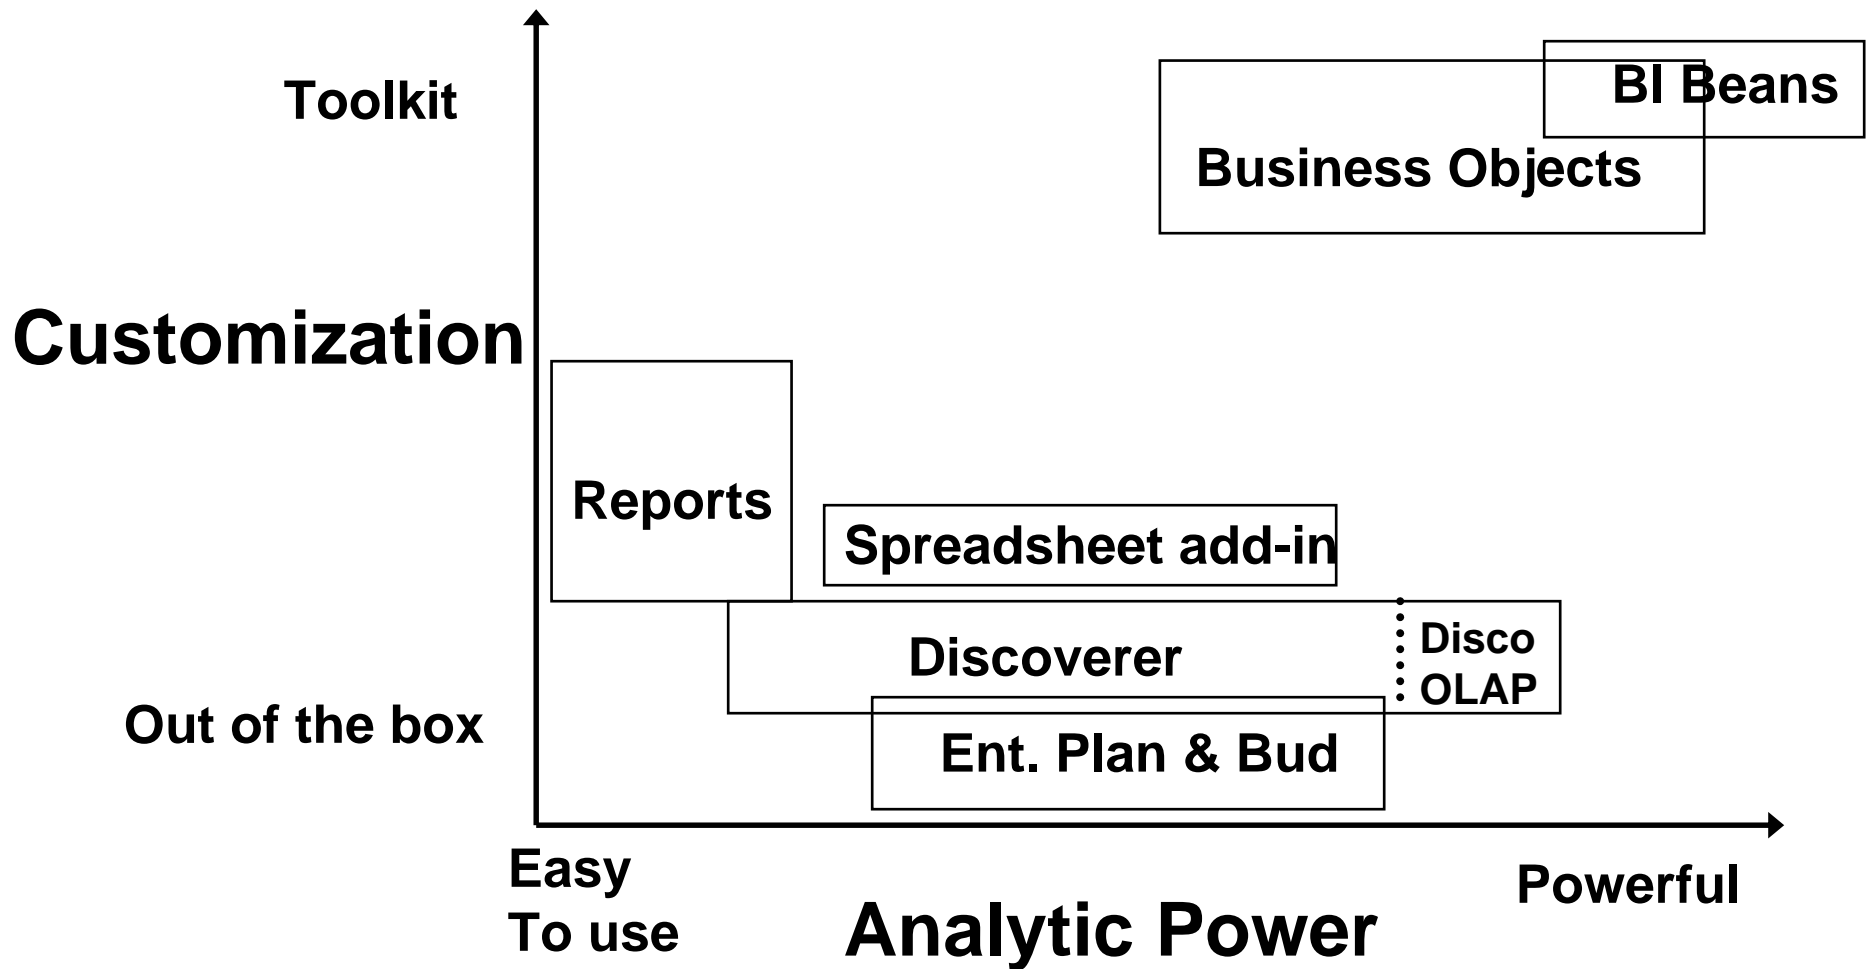 BI Beans
Toolkit
Business Objects
Customization
Reports
Spreadsheet add-in
Discoverer
Disco
OLAP
Out of the box
Ent. Plan & Bud
Easy
To use
Powerful
Analytic Power